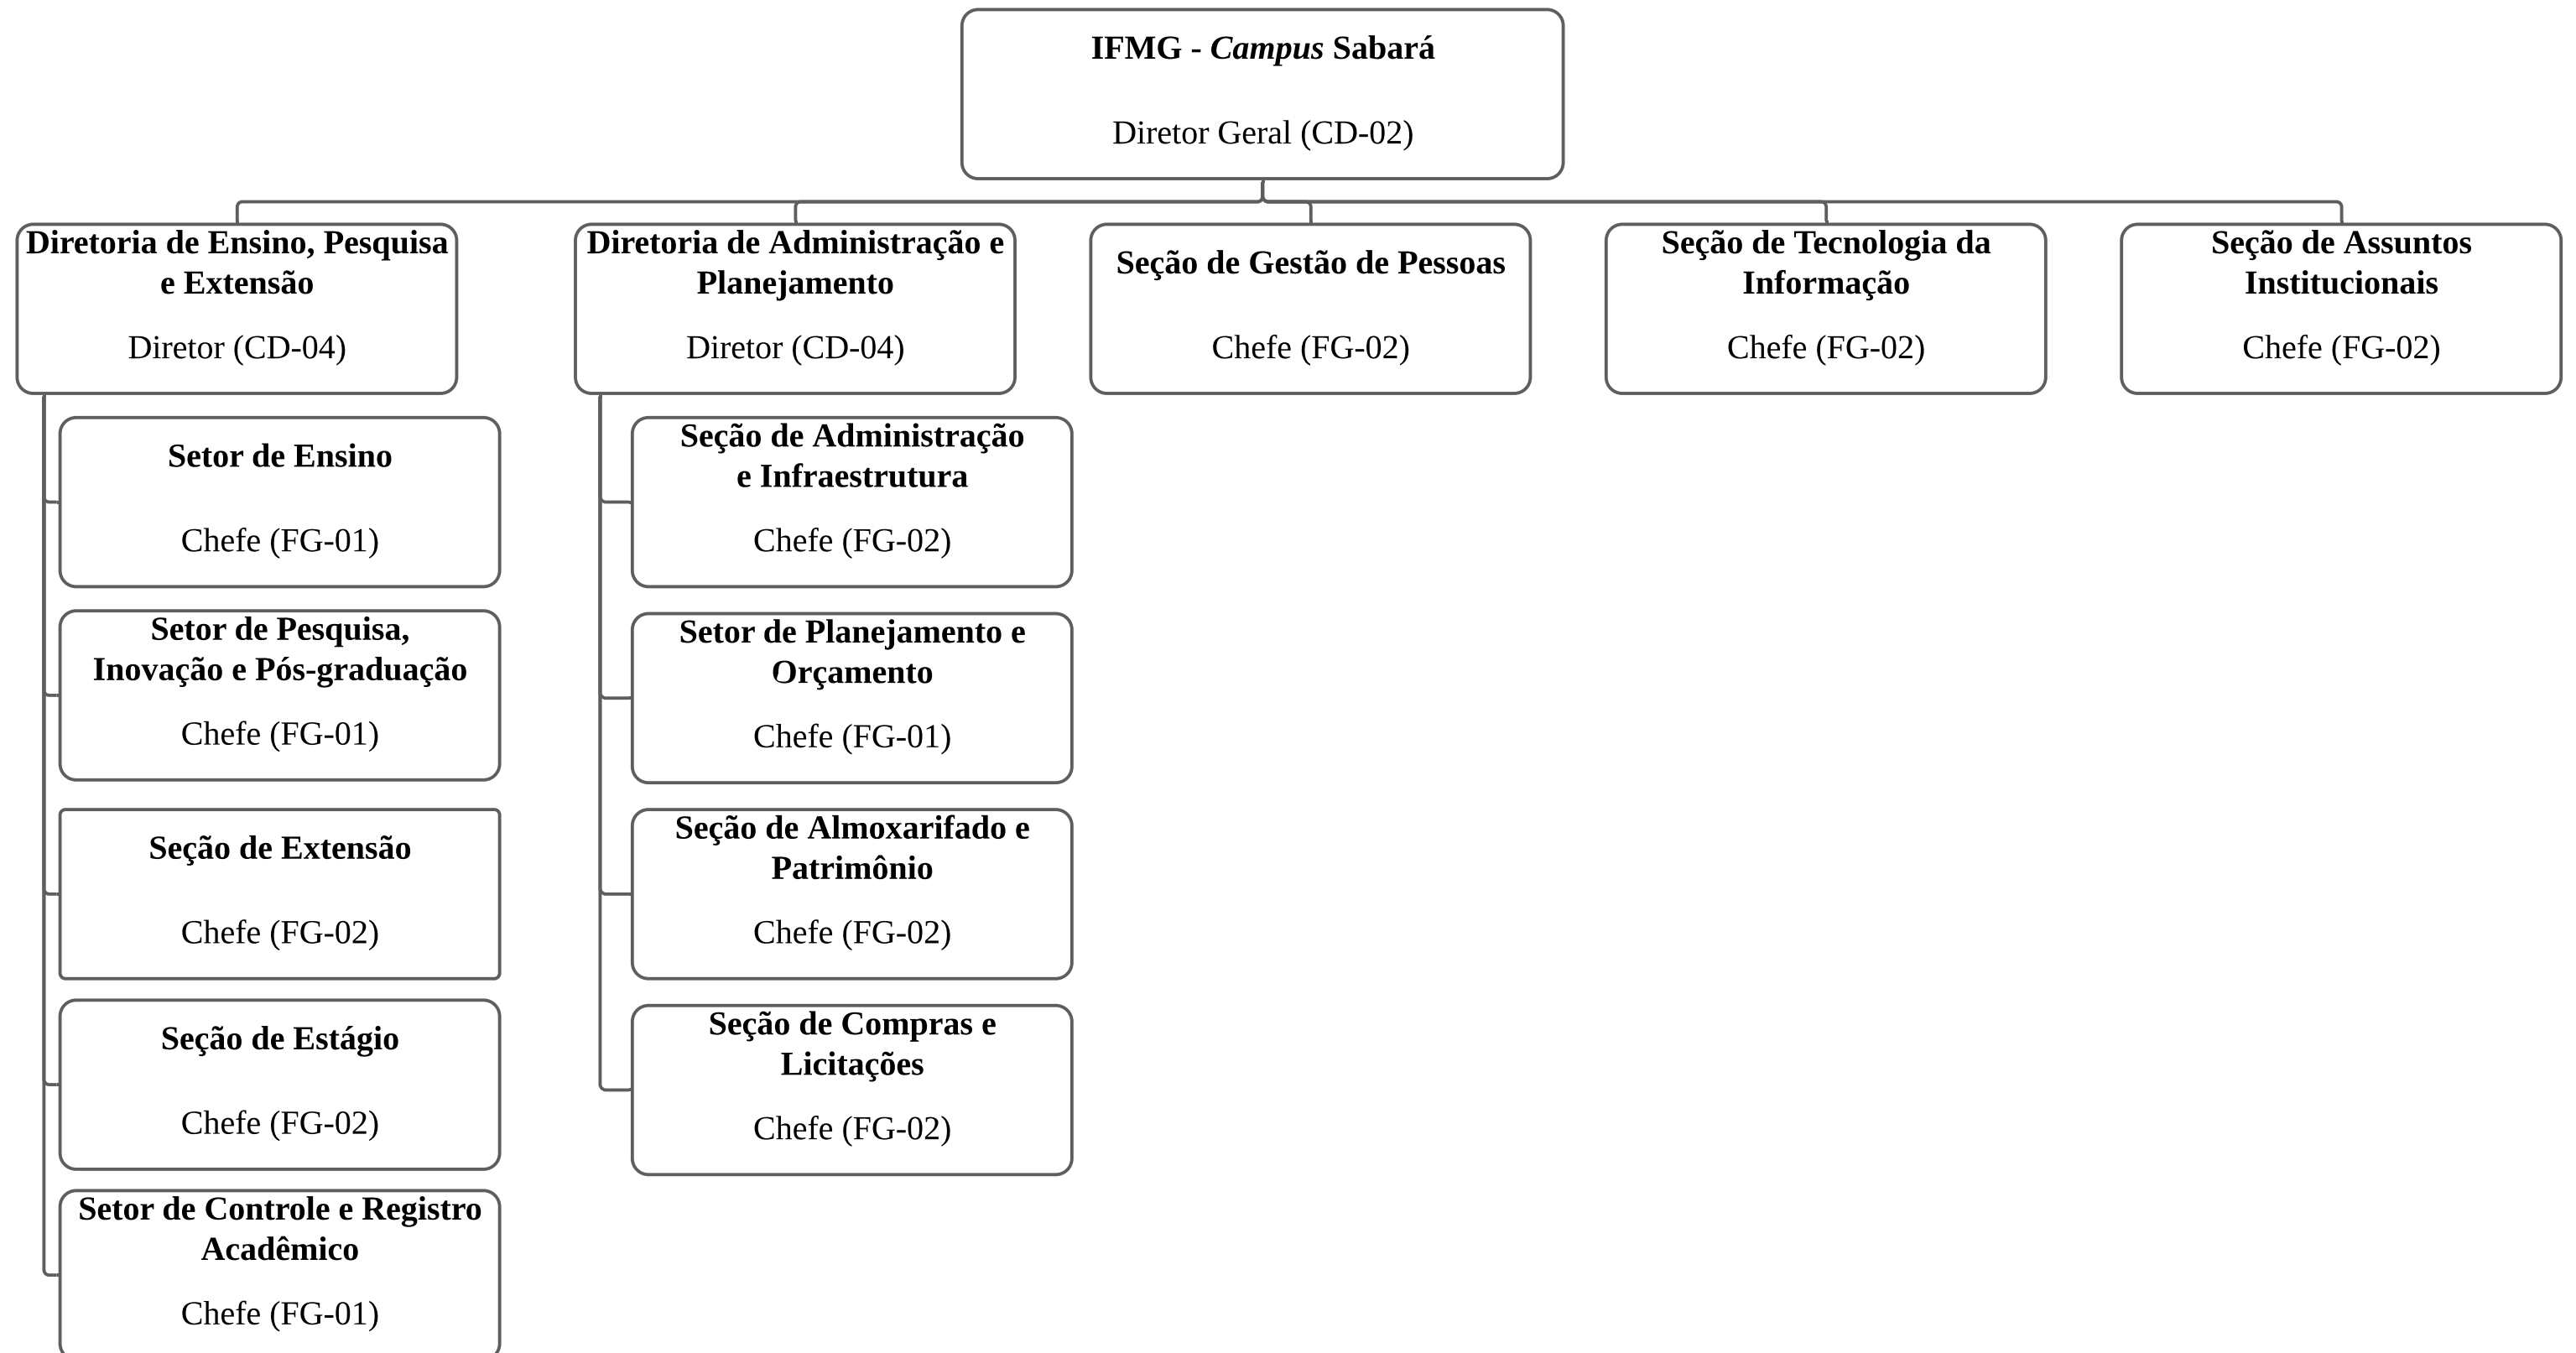 IFMG - Campus Sabará
Diretor Geral (CD-02)
Diretoria de Ensino, Pesquisa
e Extensão
Diretor (CD-04)
Diretoria de Administração e
Planejamento
Diretor (CD-04)
Seção de Gestão de Pessoas
Chefe (FG-02)
Seção de Tecnologia da
Informação
Chefe (FG-02)
Seção de Assuntos
Institucionais
Chefe (FG-02)
Setor de Ensino
Chefe (FG-01)
Setor de Pesquisa,
Inovação e Pós-graduação
Chefe (FG-01)
Seção de Extensão
Chefe (FG-02)
Seção de Estágio
Chefe (FG-02)
Setor de Controle e Registro
Acadêmico
Chefe (FG-01)
Seção de Administração
e Infraestrutura
Chefe (FG-02)
Setor de Planejamento e
Orçamento
Chefe (FG-01)
Seção de Almoxarifado e
Patrimônio
Chefe (FG-02)
Seção de Compras e
Licitações
Chefe (FG-02)